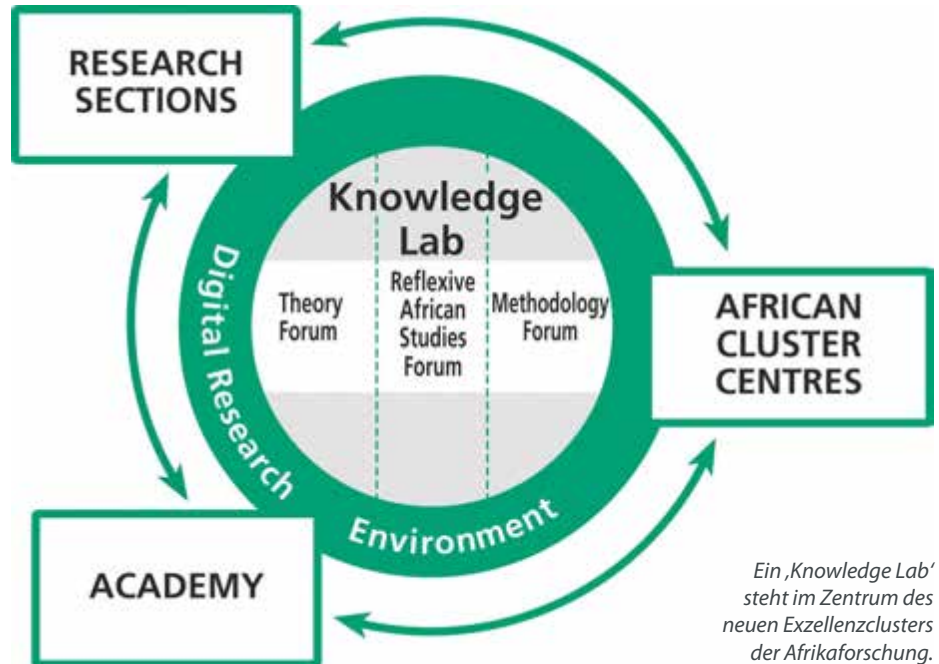 RESEARCH
SECTIONS
Knowledge
Lab
Theory
Forum
Reflexive
African
Studies
Forum
Methodology
Forum
Digital Research Environment
AFRICAN
CLUSTER
CENTRES
ACADEMY
Ein ‚Knowledge Lab‘
steht im Zentrum des
neuen Exzellenzclusters
der Afrikaforschung.